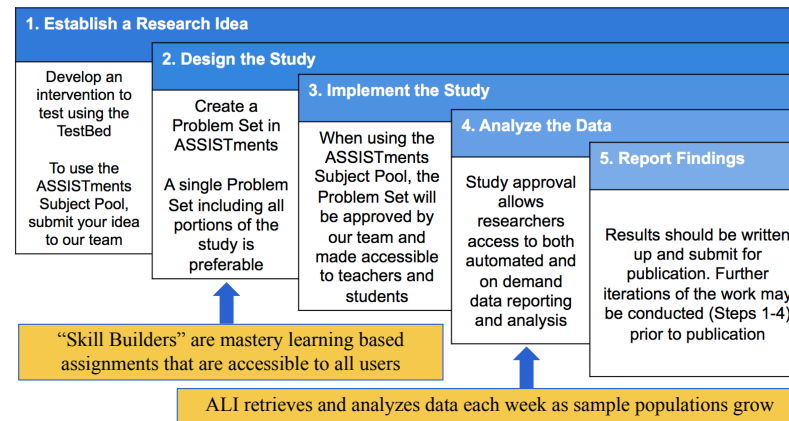 1. Establish a Research Idea
Develop an
intervention to
test using the
TestBed
To use the
ASSISTments
Subject Pool,
submit your idea
to our team
2. Design the Study
Create a
Problem Set in
ASSISTments
A single Problem
Set including all
portions of the
study is
preferable
3. Implement the Study
When using the
ASSISTments
Subject Pool, the
Problem Set will
be approved by
our team and
made accessible
to teachers and
students
4. Analyze the Data
Study approval
allows
researchers
access to both
automated and
on demand
data reporting
and analysis
5. Report Findings
Results should be written
up and submit for
publication. Further
iterations of the work may
be conducted (Steps 1-4)
prior to publication
“Skill Builders” are mastery learning based
assignments that are accessible to all users
ALI retrieves and analyzes data each week as sample populations grow